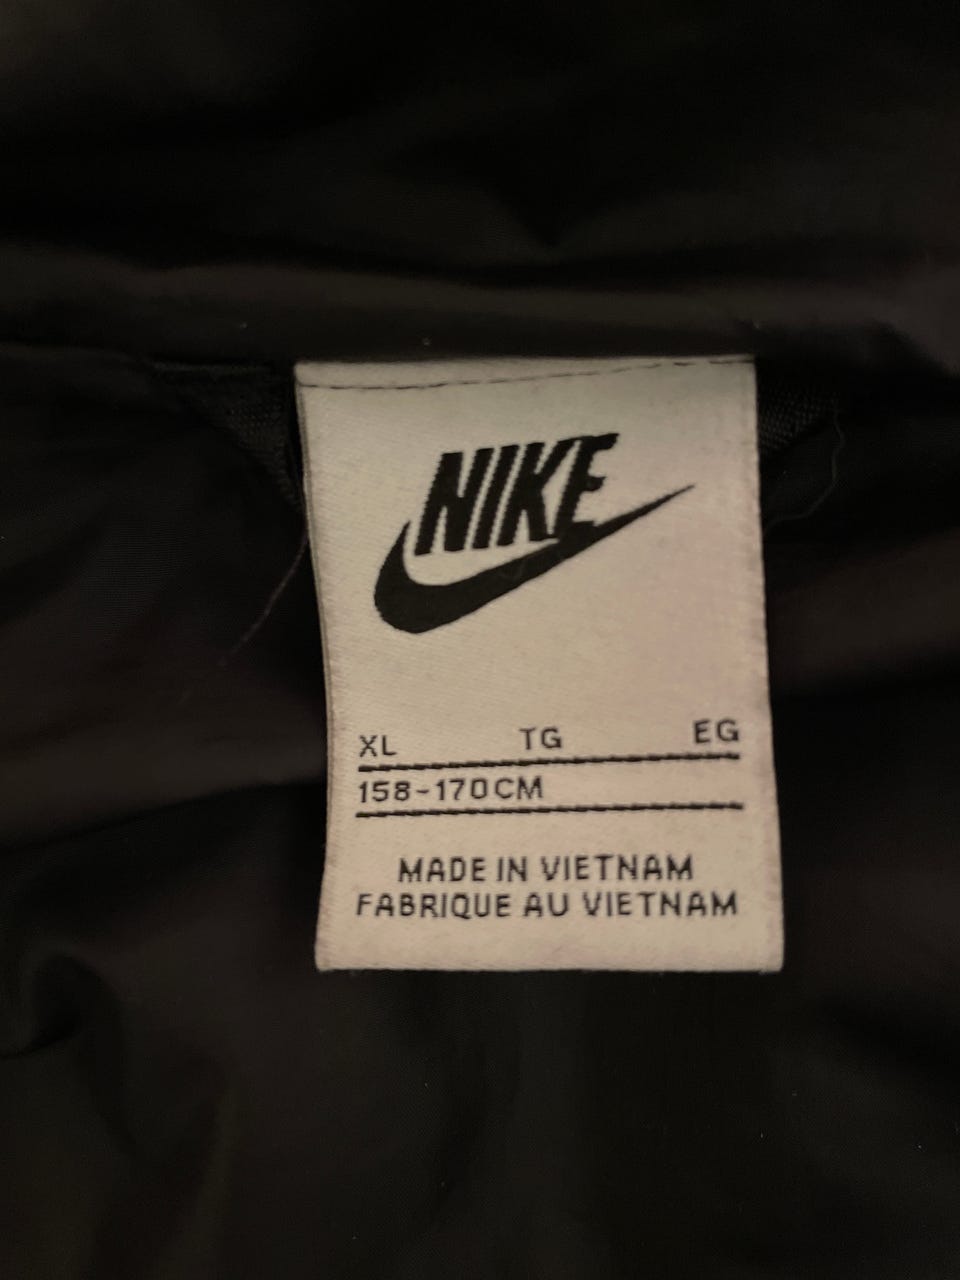 NIKE
XL TG EG
158-170CM
MADE IN VIETNAM
FABRIQUE AU VIETNAM